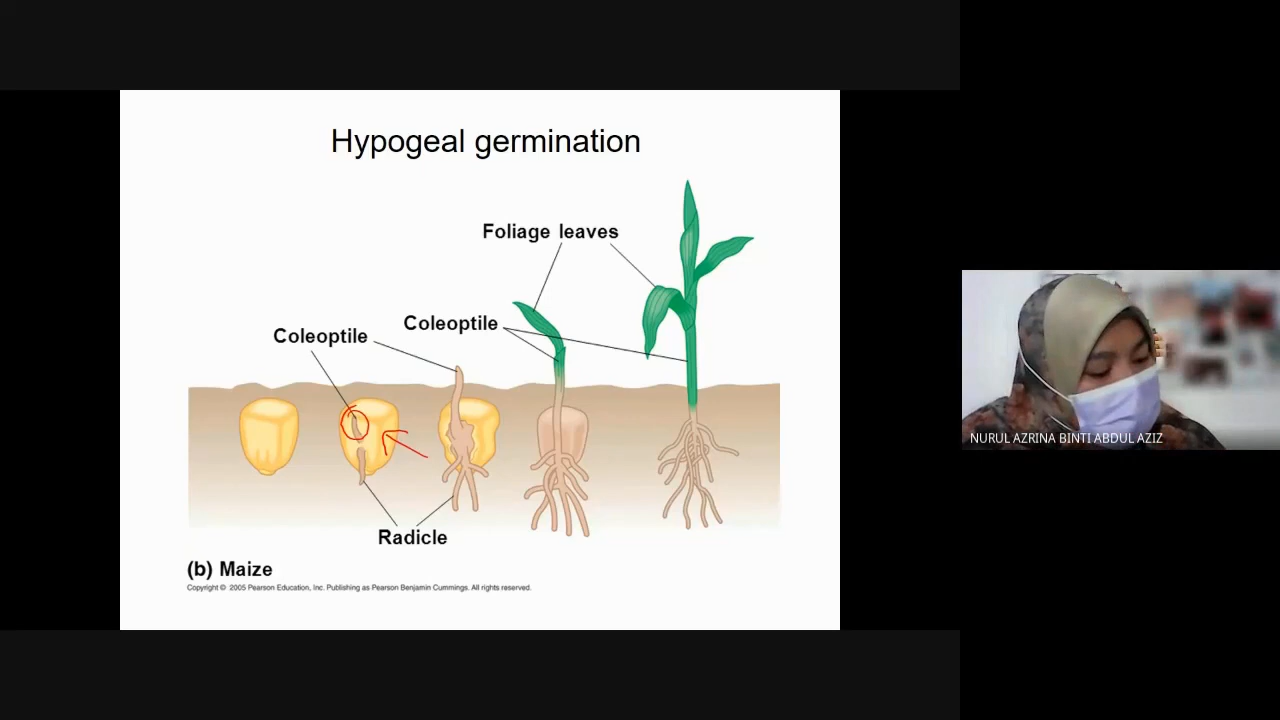 Hypogeal germination
Foliage leaves
Coleoptile
Coleoptile
Radicle
(b) Maize
Copyright © 2005 Pearson Education, Inc. Publishing as Pearson Benjamin Cummings. All rights reserved.
NURUL AZRINA BINTI ABDUL AZIZ